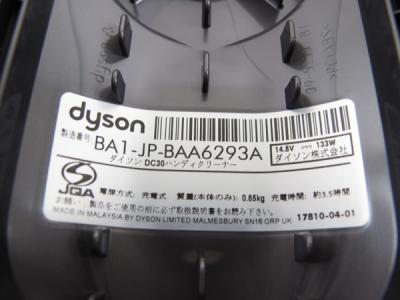 dyson
製造番号 BA1-JP-BAA6293A
ダイソン DC30ハンディクリーナー
14.8V ⎓ 133W
ダイソン株式会社
JQA
電源方式: 充電式 質量(本体のみ): 0.85kg 充電時間: 約3.5時間
お願い: 製品をご使用の前に必ず取扱説明書をお読み下さい。
MADE IN MALAYSIA BY DYSON LIMITED MALMESBURY SN16 0RP UK 17810-04-01